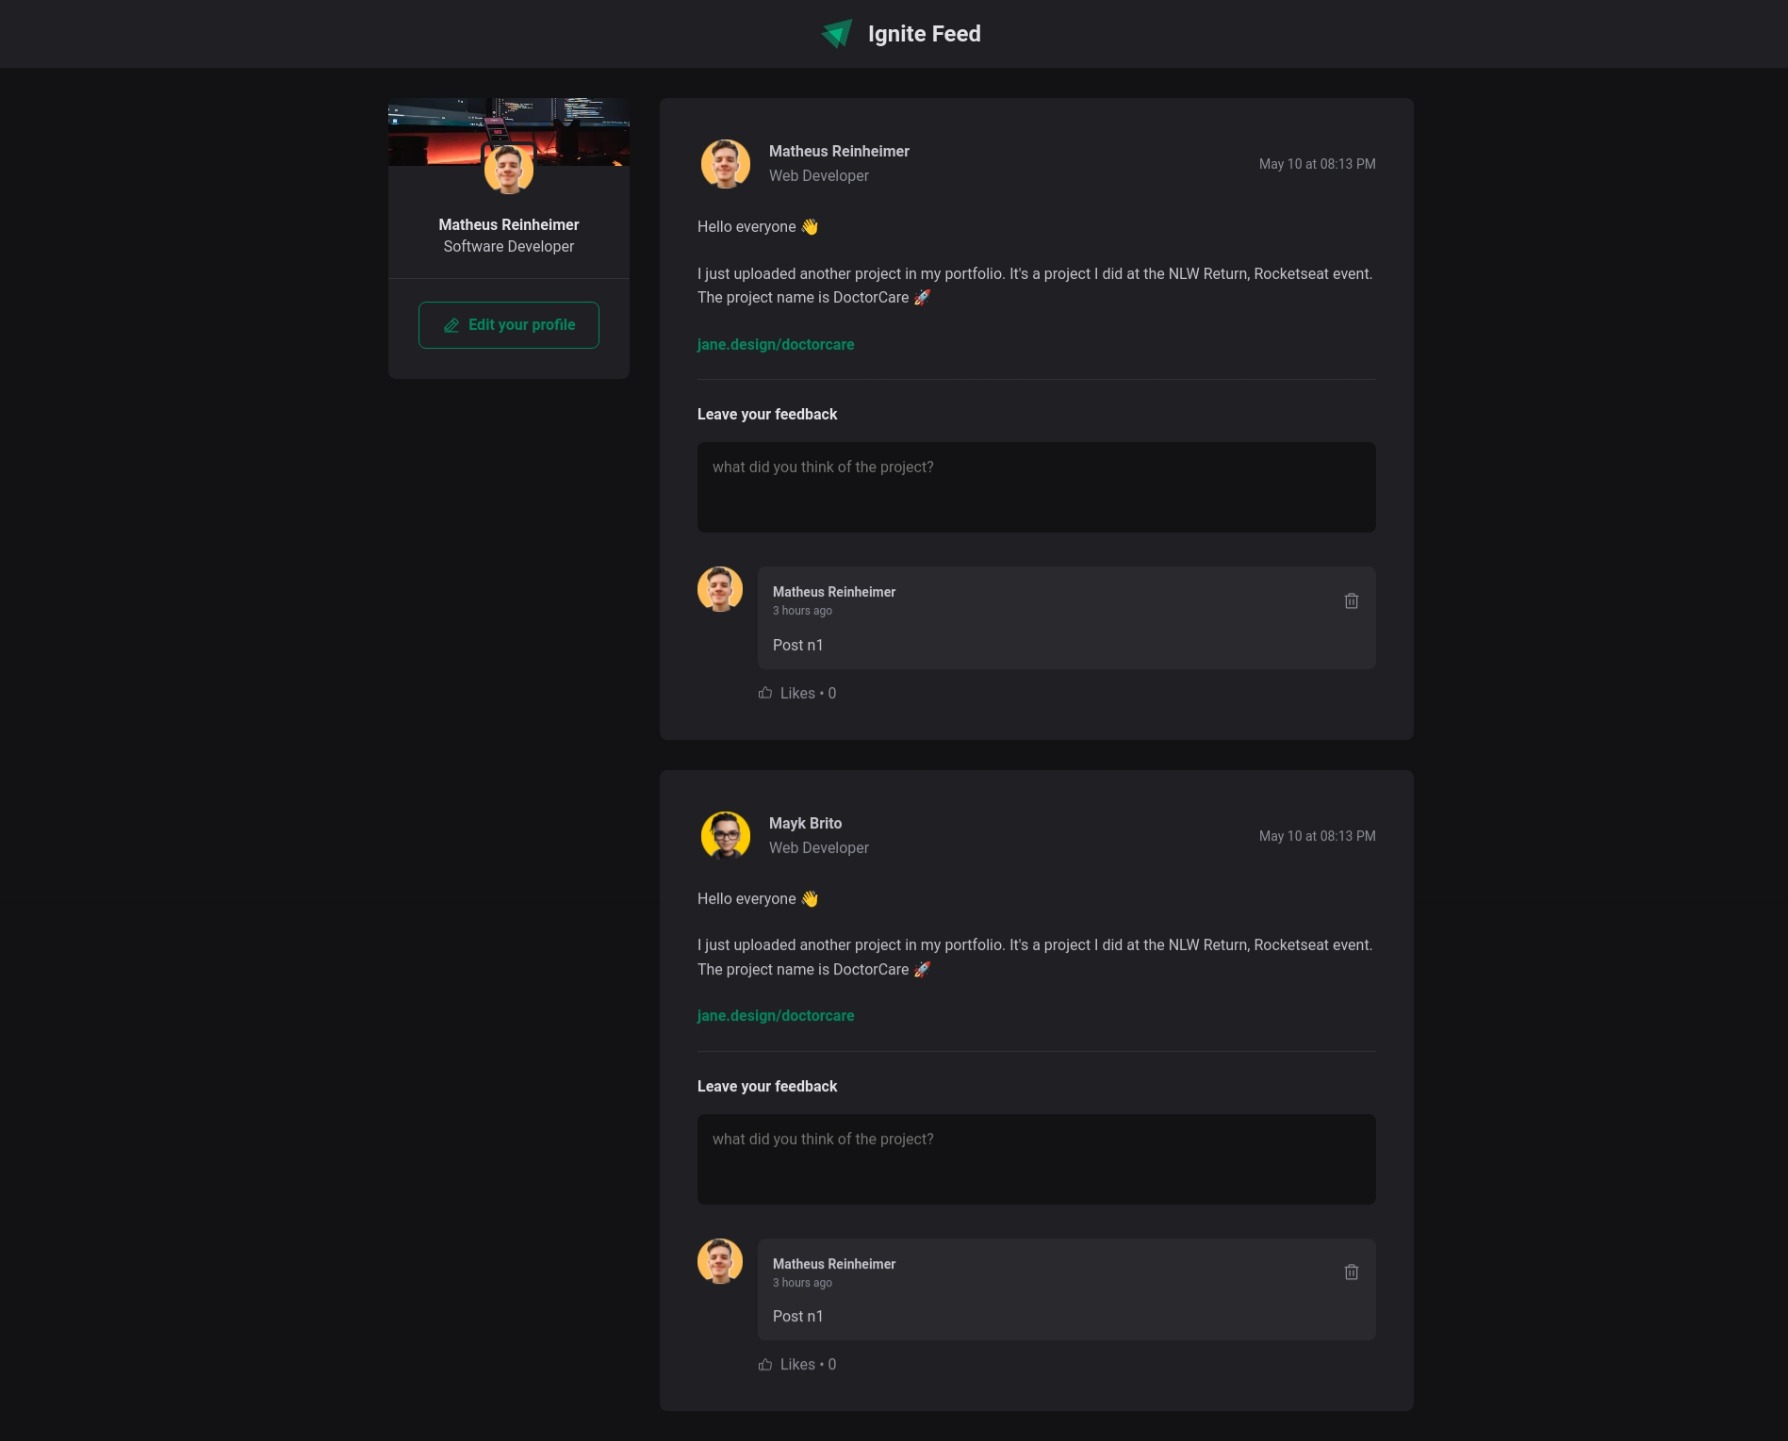 Ignite Feed
Matheus Reinheimer
Software Developer
Edit your profile
Matheus Reinheimer
Web Developer
May 10 at 08:13 PM
Hello everyone 👋
I just uploaded another project in my portfolio. It's a project I did at the NLW Return, Rocketseat event.
The project name is DoctorCare 🚀
jane.design/doctorcare
Leave your feedback
what did you think of the project?
Matheus Reinheimer
3 hours ago
Post n1
Likes • 0
Mayk Brito
Web Developer
May 10 at 08:13 PM
Hello everyone 👋
I just uploaded another project in my portfolio. It's a project I did at the NLW Return, Rocketseat event.
The project name is DoctorCare 🚀
jane.design/doctorcare
Leave your feedback
what did you think of the project?
Matheus Reinheimer
3 hours ago
Post n1
Likes • 0